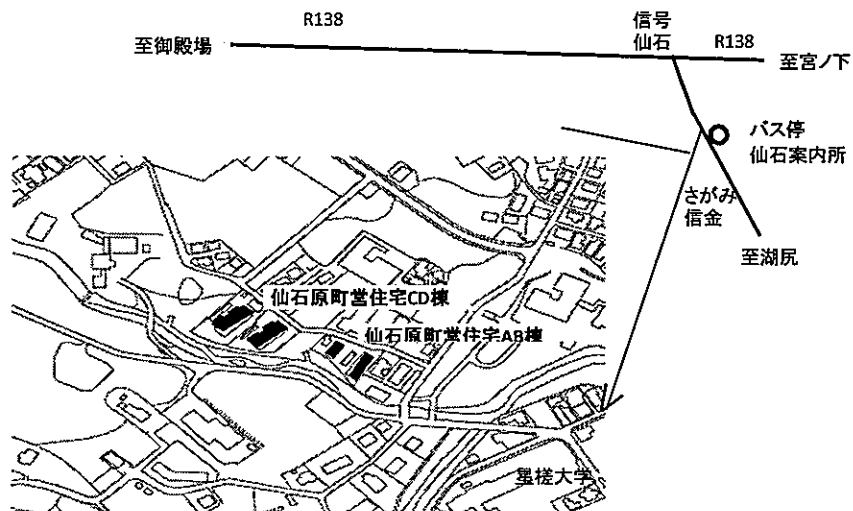 R138
信号
仙石
R138
至御殿場
至宮ノ下
バス停
仙石案内所
さがみ
信金
至湖尻
仙石原町営住宅CD棟
仙石原町営住宅AB棟
星槎大学